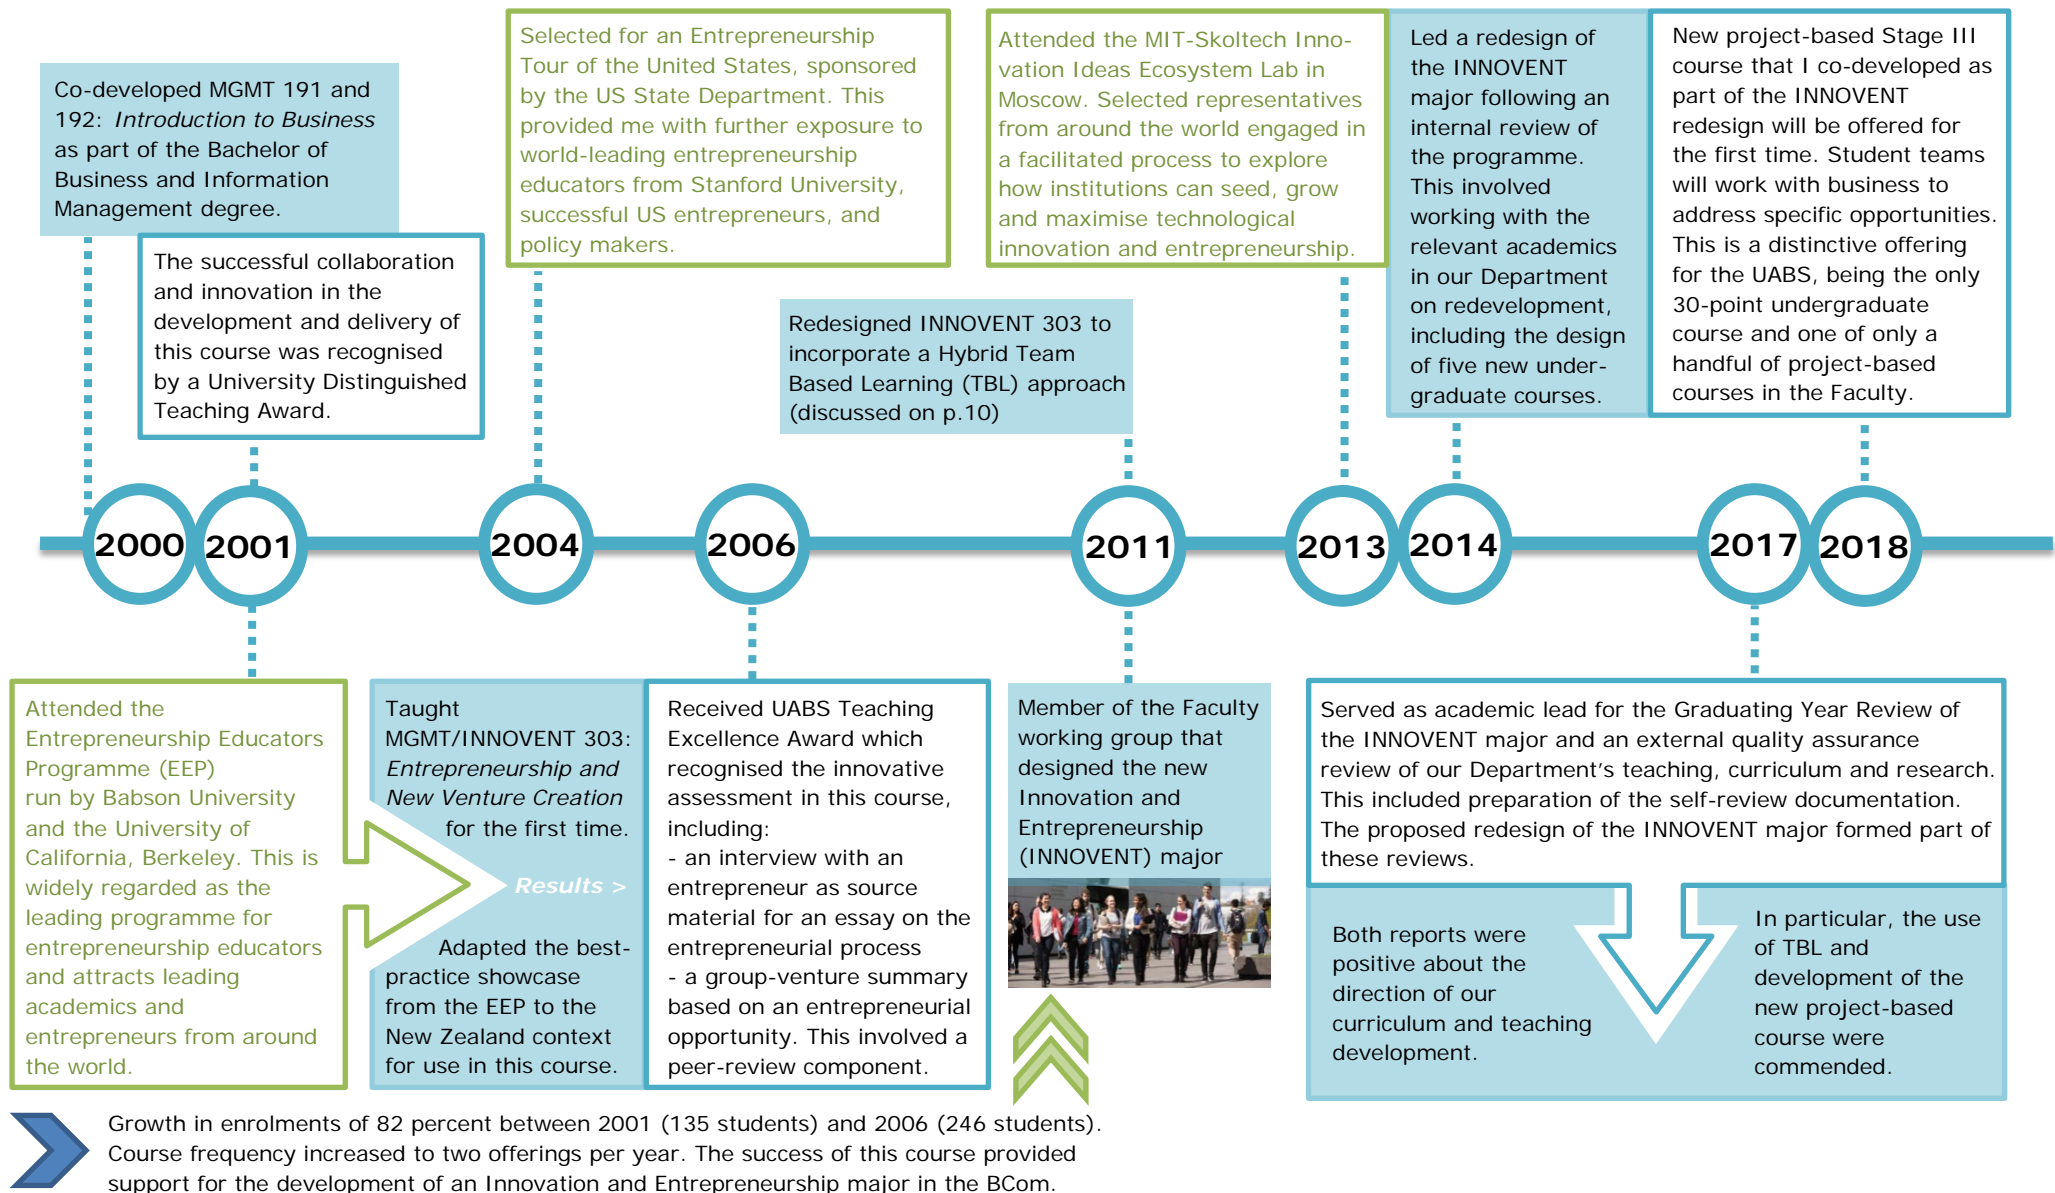 Co-developed MGMT 191 and
192: Introduction to Business
as part of the Bachelor of
Business and Information
Management degree.
The successful collaboration
and innovation in the
development and delivery of
this course was recognised
by a University Distinguished
Teaching Award.
Selected for an Entrepreneurship
Tour of the United States, sponsored
by the US State Department. This
provided me with further exposure to
world-leading entrepreneurship
educators from Stanford University,
successful US entrepreneurs, and
policy makers.
Redesigned INNOVENT 303 to
incorporate a Hybrid Team
Based Learning (TBL) approach
(discussed on p.10)
Attended the MIT-Skoltech Inno-
vation Ideas Ecosystem Lab in
Moscow. Selected representatives
from around the world engaged in
a facilitated process to explore
how institutions can seed, grow
and maximise technological
innovation and entrepreneurship.
Led a redesign of
the INNOVENT
major following an
internal review of
the programme.
This involved
working with the
relevant academics
in our Department
on redevelopment,
including the design
of five new under-
graduate courses.
New project-based Stage III
course that I co-developed as
part of the INNOVENT
redesign will be offered for
the first time. Student teams
will work with business to
address specific opportunities.
This is a distinctive offering
for the UABS, being the only
30-point undergraduate
course and one of only a
handful of project-based
courses in the Faculty.
2000
2001
2004
2006
2011
2013
2014
2017
2018
Attended the
Entrepreneurship Educators
Programme (EEP)
run by Babson University
and the University of
California, Berkeley. This is
widely regarded as the
leading programme for
entrepreneurship educators
and attracts leading
academics and
entrepreneurs from around
the world.
Taught
MGMT/INNOVENT 303:
Entrepreneurship and
New Venture Creation
for the first time.
Results >
Adapted the best-
practice showcase
from the EEP to the
New Zealand context
for use in this course.
Received UABS Teaching
Excellence Award which
recognised the innovative
assessment in this course,
including:
- an interview with an
entrepreneur as source
material for an essay on the
entrepreneurial process
- a group-venture summary
based on an entrepreneurial
opportunity. This involved a
peer-review component.
Member of the Faculty
working group that
designed the new
Innovation and
Entrepreneurship
(INNOVENT) major
Served as academic lead for the Graduating Year Review of
the INNOVENT major and an external quality assurance
review of our Department's teaching, curriculum and research.
This included preparation of the self-review documentation.
The proposed redesign of the INNOVENT major formed part of
these reviews.
Both reports were
positive about the
direction of our
curriculum and teaching
development.
In particular, the use
of TBL and
development of the
new project-based
course were
commended.
Growth in enrolments of 82 percent between 2001 (135 students) and 2006 (246 students).
Course frequency increased to two offerings per year. The success of this course provided
support for the development of an Innovation and Entrepreneurship major in the BCom.